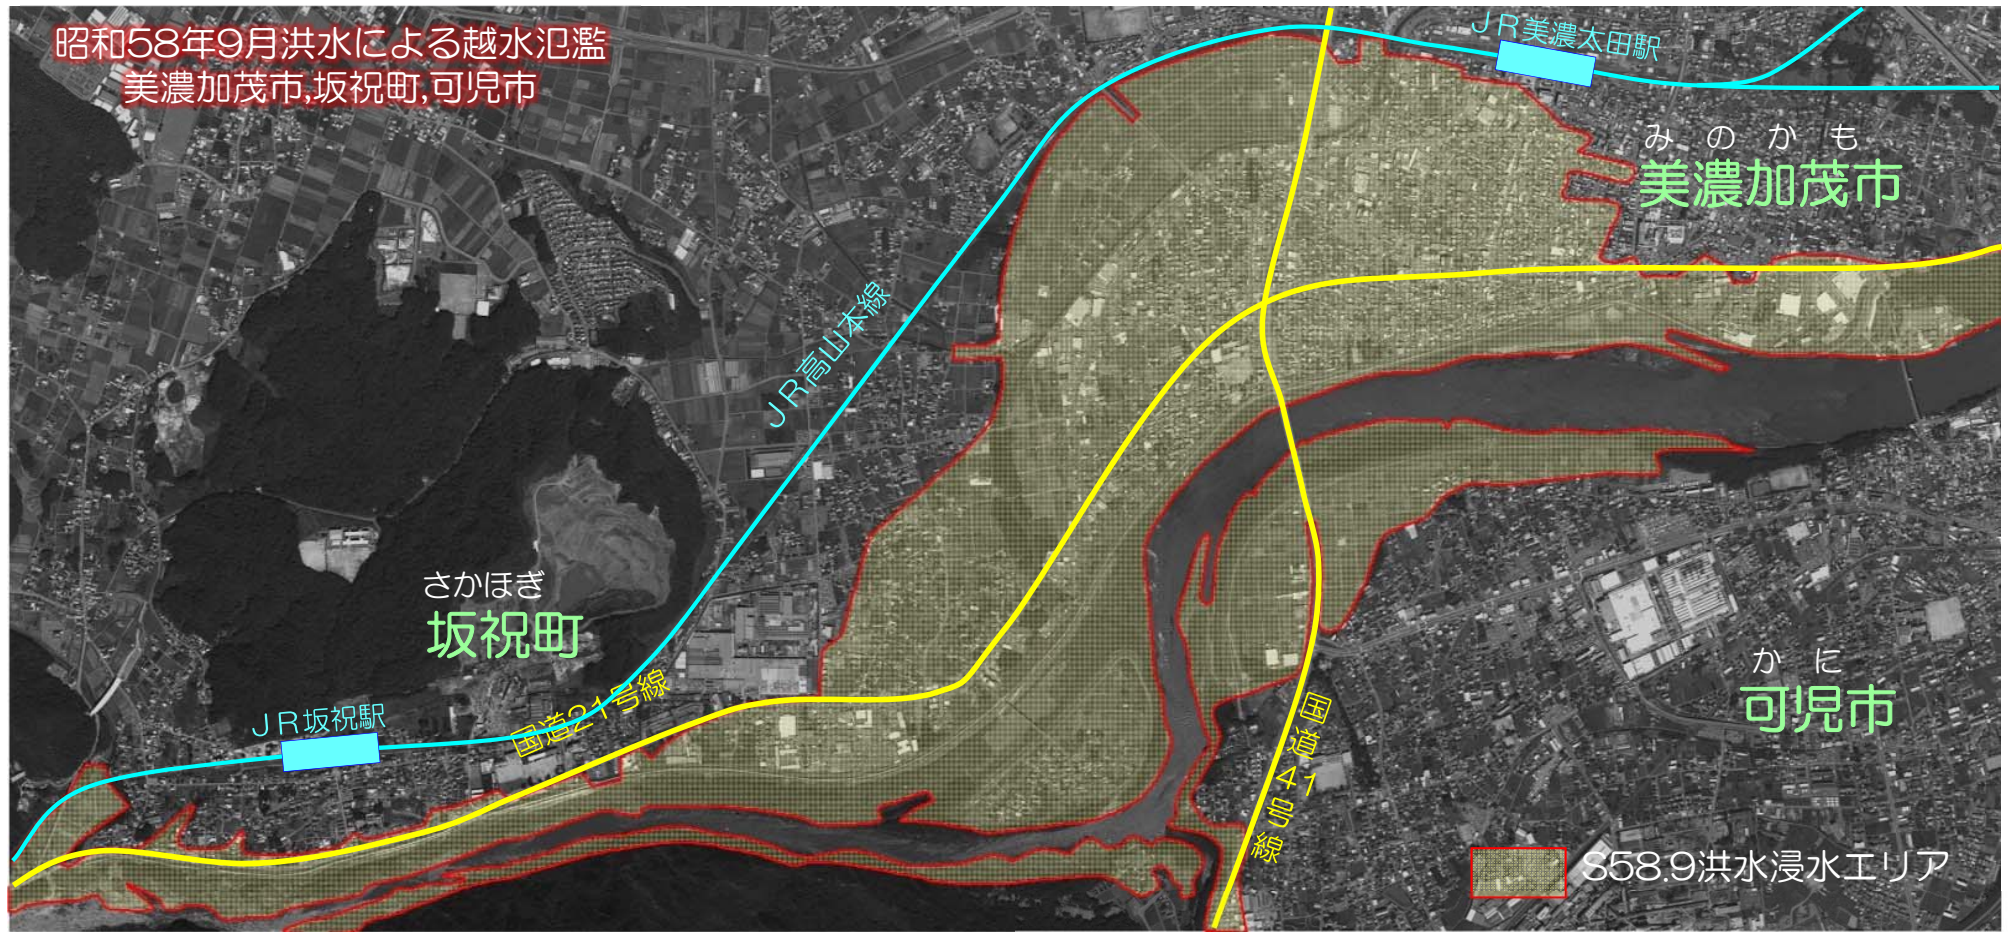 昭和58年9月洪水による越水氾濫
美濃加茂市,坂祝町,可児市
JR美濃太田駅
みのかも
美濃加茂市
JR高山本線
さかほぎ
坂祝町
国道21号線
JR坂祝駅
かに
可児市
国道41号線
S58.9洪水浸水エリア